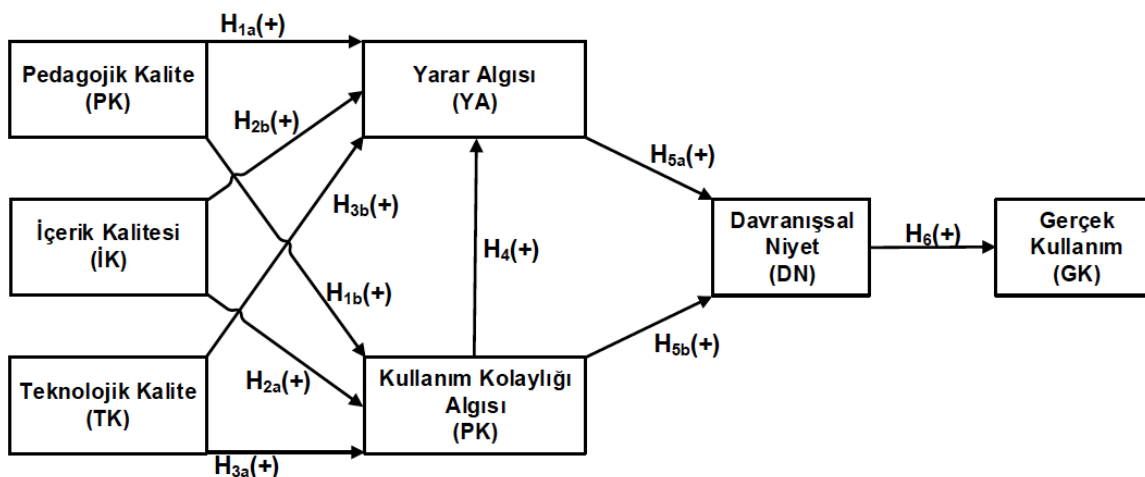 H1a(+)
Pedagojik Kalite
(PK)
Yarar Algısı
(YA)
H2b(+)
H5a(+)
H3b(+)
İçerik Kalitesi
(İK)
H4(+)
Davranışsal
Niyet
(DN)
H6(+)
Gerçek
Kullanım
(GK)
H1b(+)
H5b(+)
H2a(+)
Teknolojik Kalite
(TK)
Kullanım Kolaylığı
Algısı
(PK)
H3a(+)